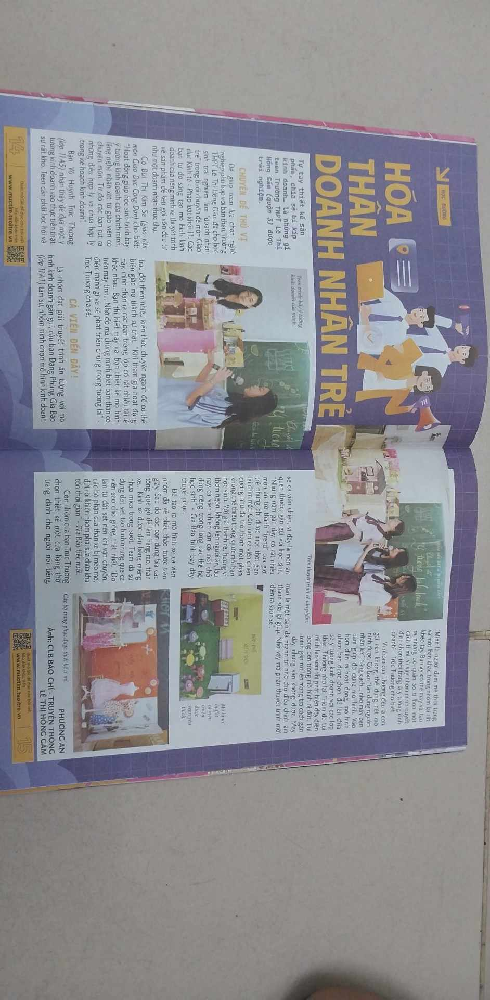 HỌC ĐƯỜNG
HÓA
THÂN
DOANH NHÂN TRẺ
Tự tay thiết kế sản
phẩm, chia sẻ bí kíp
kinh doanh… là những gì
teen Trường THPT Lê Thị
Hồng Gấm (quận 3) được
trải nghiệm.
CHUYÊN ĐỀ THÚ VỊ
Để giúp teen lựa chọn nghề
nghiệp phù hợp với bản thân, Trường
THPT Lê Thị Hồng Gấm đã cho học
sinh trải nghiệm làm "doanh nhân
trẻ" trong buổi chuyên đề môn Giáo
dục Kinh tế - Pháp luật khối 11. Các
bạn tự do sáng tạo mô hình kinh
doanh của riêng mình và thuyết trình
về sản phẩm để kêu gọi vốn đầu tư
như một doanh nhân thực thụ.
Cô Bùi Thị Kim Sa (giáo viên
môn Giáo Dục Công Dân) cho biết:
"Hoạt động giúp học sinh trình bày
ý tưởng kinh doanh của chính mình,
lắng nghe nhận xét từ giáo viên có
chuyên môn. Từ đó các bạn rút ra
những điều hợp lý và chưa hợp lý
trong kế hoạch kinh doanh".
Bạn Võ Huỳnh Trúc Thương
(lớp 11A5) nhận thấy để đưa một ý
tưởng kinh doanh vào thực tiễn thật
sự rất khó. Teen cần phải học hỏi và
Teen trình bày ý tưởng
kinh doanh của mình.
trau dồi thêm nhiều kiến thức chuyên ngành để có thể
biến giấc mơ thành sự thật. "Khi tham gia hoạt động
này, mình nhận ra các bạn trong lớp có rất nhiều tài lẻ
khác nhau. Bạn thì biết may vá, bạn thiết kế mô hình
trên máy tính… Nhờ đó mà chúng mình biết bản thân có
điểm mạnh gì và sẽ phát triển chúng trong tương lai" -
Trúc Thương chia sẻ.
CÁ VIÊN ĐẾN ĐÂY!
Là nhóm đạt giải thuyết trình ấn tượng với mô
hình kinh doanh gần gũi, cậu bạn Đặng Phùng Gia Bảo
(lớp 11A1) tâm sự, nhóm mình chọn mô hình kinh doanh
14
Quét mã QR để đọc các bài viết
hấp dẫn khác trên
www.muctim.tuoitre.vn
Teen thuyết trình về sản phẩm.
xe cá viên chiên, vì đây là món ăn
quen thuộc, gần gũi với học sinh.
"Những năm gần đây, có rất nhiều
món ăn trở thành "trend" của giới
trẻ nhưng chỉ được một thời gian
lại chìm mất. Còn món cá viên chiên
dường như đã trở thành một phần
không thể thiếu trong ký ức mỗi bạn
học sinh. Với giá thành rẻ, hương vị
thơm ngon, không kén người ăn, lâu
nay cá viên chiên vẫn có một chỗ
đứng riêng trong lòng các thế hệ
học sinh" - Gia Bảo trình bày đầy
thuyết phục.
Để tạo ra mô hình xe cá viên,
nhóm đã vẽ phác thảo trước trên
giấy. Sau đó các bạn dùng bìa các
tông, que gỗ để làm hàng rào, thân
xe… Kính xe được dán bằng miếng
nhựa mica trong suốt. Team đã sử
dụng đất sét tạo hình những que cá
viên sao cho giống thật nhất. "Do
làm từ đất sét nên khi vận chuyển,
các bộ phận của thân xe bị méo mó,
đứt rời khiến nhóm phải sửa chữa khá
tốn thời gian" - Gia Bảo tiếc nuối.
Còn nhóm của bạn Trúc Thương
chọn thiết kế một cửa hàng thời
trang dành cho người nổi tiếng.
"Mình là người đam mê thời trang
và một bạn khác trong nhóm lại rất
khéo tay. Bạn ấy có thể may vá, tạo
ra những bộ quần áo tí hon một
cách tỉ mỉ. Vì vậy nhóm mình quyết
định chọn thời trang là ý tưởng kinh
doanh" - Trúc Thương cho biết.
Vì nhóm của Thương đều là con
gái nên không thể dựng hết mô
hình được. Cô bạn "tận dụng nguồn
nhân lực" bằng cách… nhờ mấy bạn
nam giúp đỡ dựng mô hình. Vào
hôm diễn ra hoạt động, mô hình
nhóm bạn được chọn để lên chia
sẻ ý tưởng kinh doanh với các lớp
khác. Thương nhớ lại: "Hôm đó tụi
mình lên sớm thì phát hiện dây điện
bóng đèn trong mô hình bị đứt. Tụi
mình gấp rút lên mạng tra cách gắn
dây nhưng vẫn không được. May
mắn là một bạn đã nhanh trí nhờ chú điều chỉnh âm
thanh sửa lại giúp. Nhờ vậy mà phần thuyết trình mới
diễn ra suôn sẻ".
Mô hình
buffet
cá viên
chiên
được
teen yêu
thích.
Các bộ trang phục được thiết kế tỉ mỉ.
PHƯƠNG AN
Ảnh: CLB BÁO CHÍ - TRUYỀN THÔNG
LÊ THỊ HỒNG GẤM
Quét mã QR để đọc các bài viết
hấp dẫn khác trên
www.muctim.tuoitre.vn
15